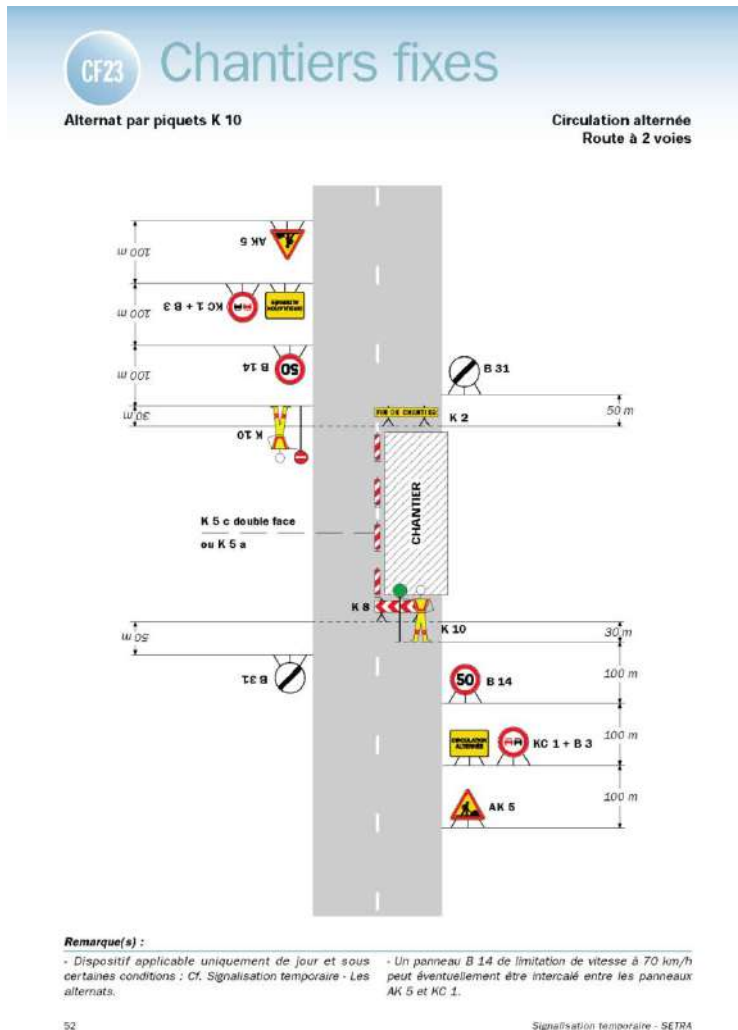 CF23
Chantiers fixes
Alternat par piquets K 10
Circulation alternée
Route à 2 voies
100 m
AK 5
100 m
KC 1 + B 3
CIRCULATION
ALTERNÉE
100 m
B 14
50
B 31
30 m
K 10
FIN DE CHANTIER
K 2
50 m
CHANTIER
K 5 c double face
ou K 5 a
K 8
K 10
50 m
30 m
B 31
50
B 14
100 m
CIRCULATION
ALTERNÉE
KC 1 + B 3
100 m
AK 5
100 m
Remarque(s) :
- Dispositif applicable uniquement de jour et sous
certaines conditions : Cf. Signalisation temporaire - Les
alternats.
- Un panneau B 14 de limitation de vitesse à 70 km/h
peut éventuellement être intercalé entre les panneaux
AK 5 et KC 1.
52
Signalisation temporaire - SETRA